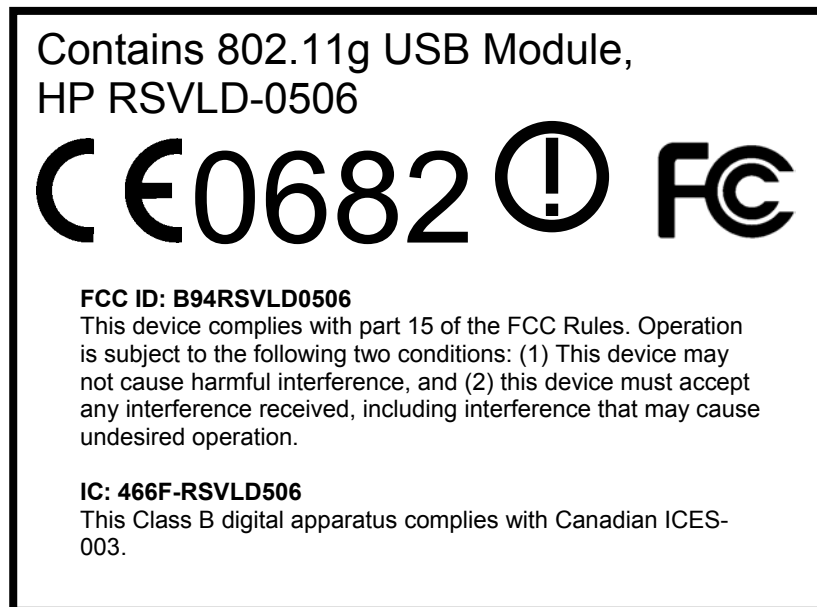 Contains 802.11g USB Module,
HP RSVLD-0506
CE0682 ! FC
FCC ID: B94RSVLD0506
This device complies with part 15 of the FCC Rules. Operation
is subject to the following two conditions: (1) This device may
not cause harmful interference, and (2) this device must accept
any interference received, including interference that may cause
undesired operation.
IC: 466F-RSVLD506
This Class B digital apparatus complies with Canadian ICES-
003.